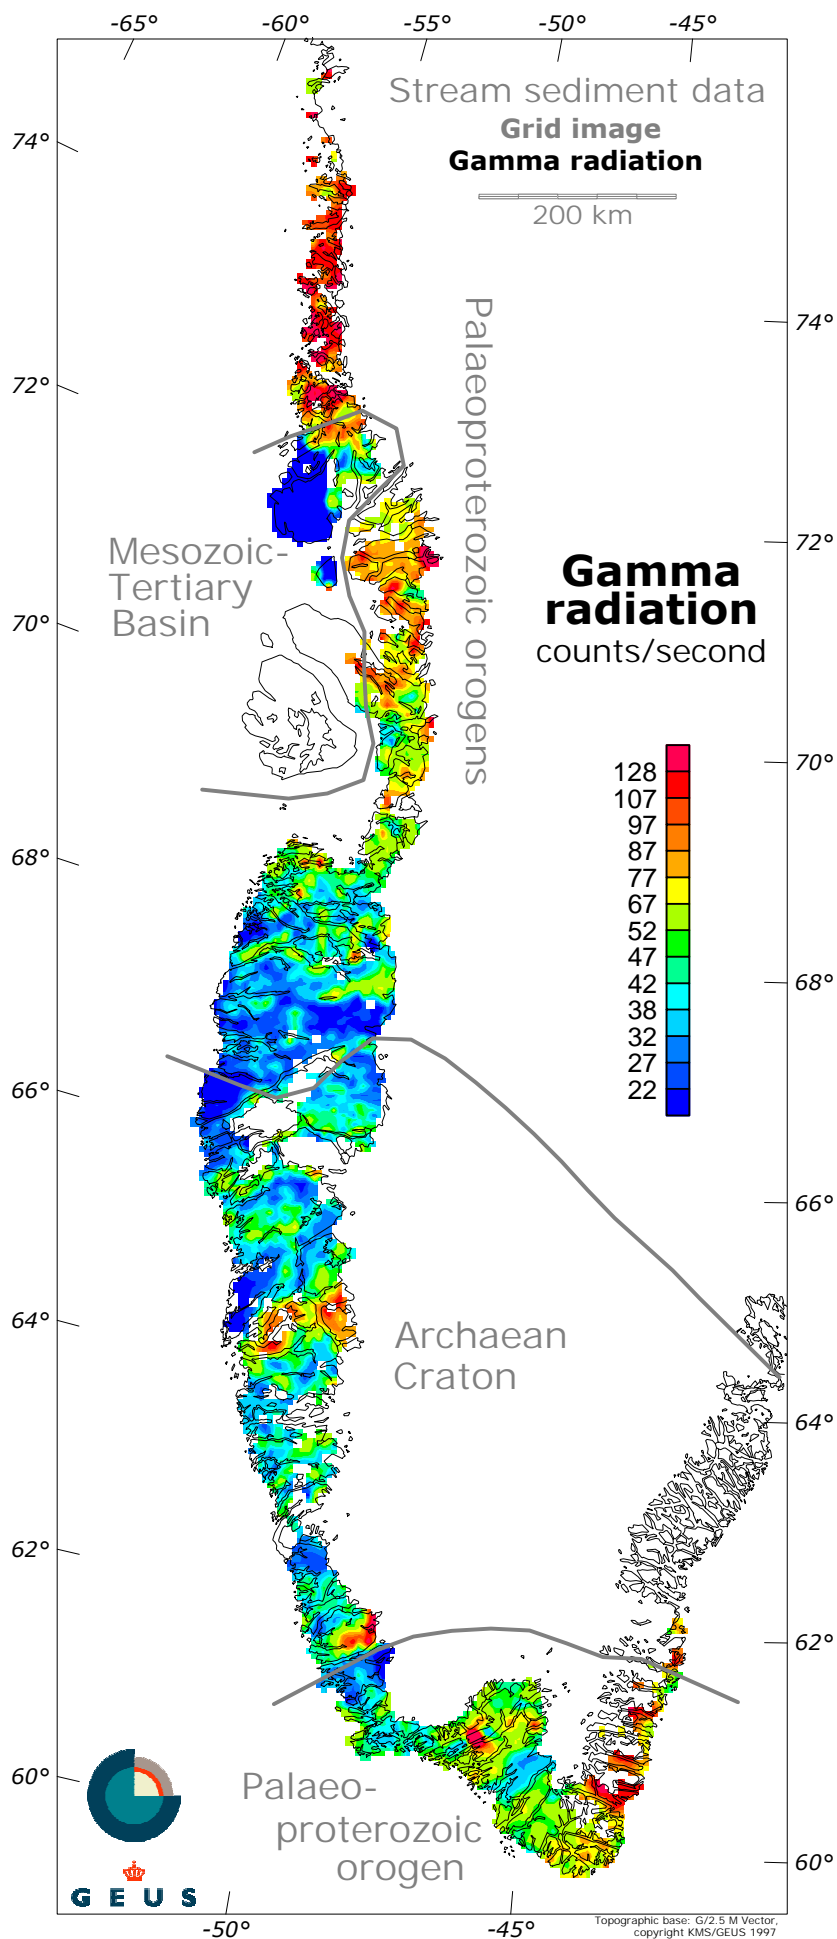 -65° -60° -55° -50° -45°
Stream sediment data
Grid image
Gamma radiation
200 km
74°
72°
70°
68°
66°
64°
62°
60°
74°
72°
70°
68°
66°
64°
62°
60°
Palaeoproterozoic orogens
Mesozoic-
Tertiary
Basin
Gamma
radiation
counts/second
128
107
97
87
77
67
52
47
42
38
32
27
22
Archaean
Craton
Palaeo-
proterozoic
orogen
GEUS
Topographic base: G/2.5 M Vector,
copyright KMS/GEUS 1997
-50° -45°